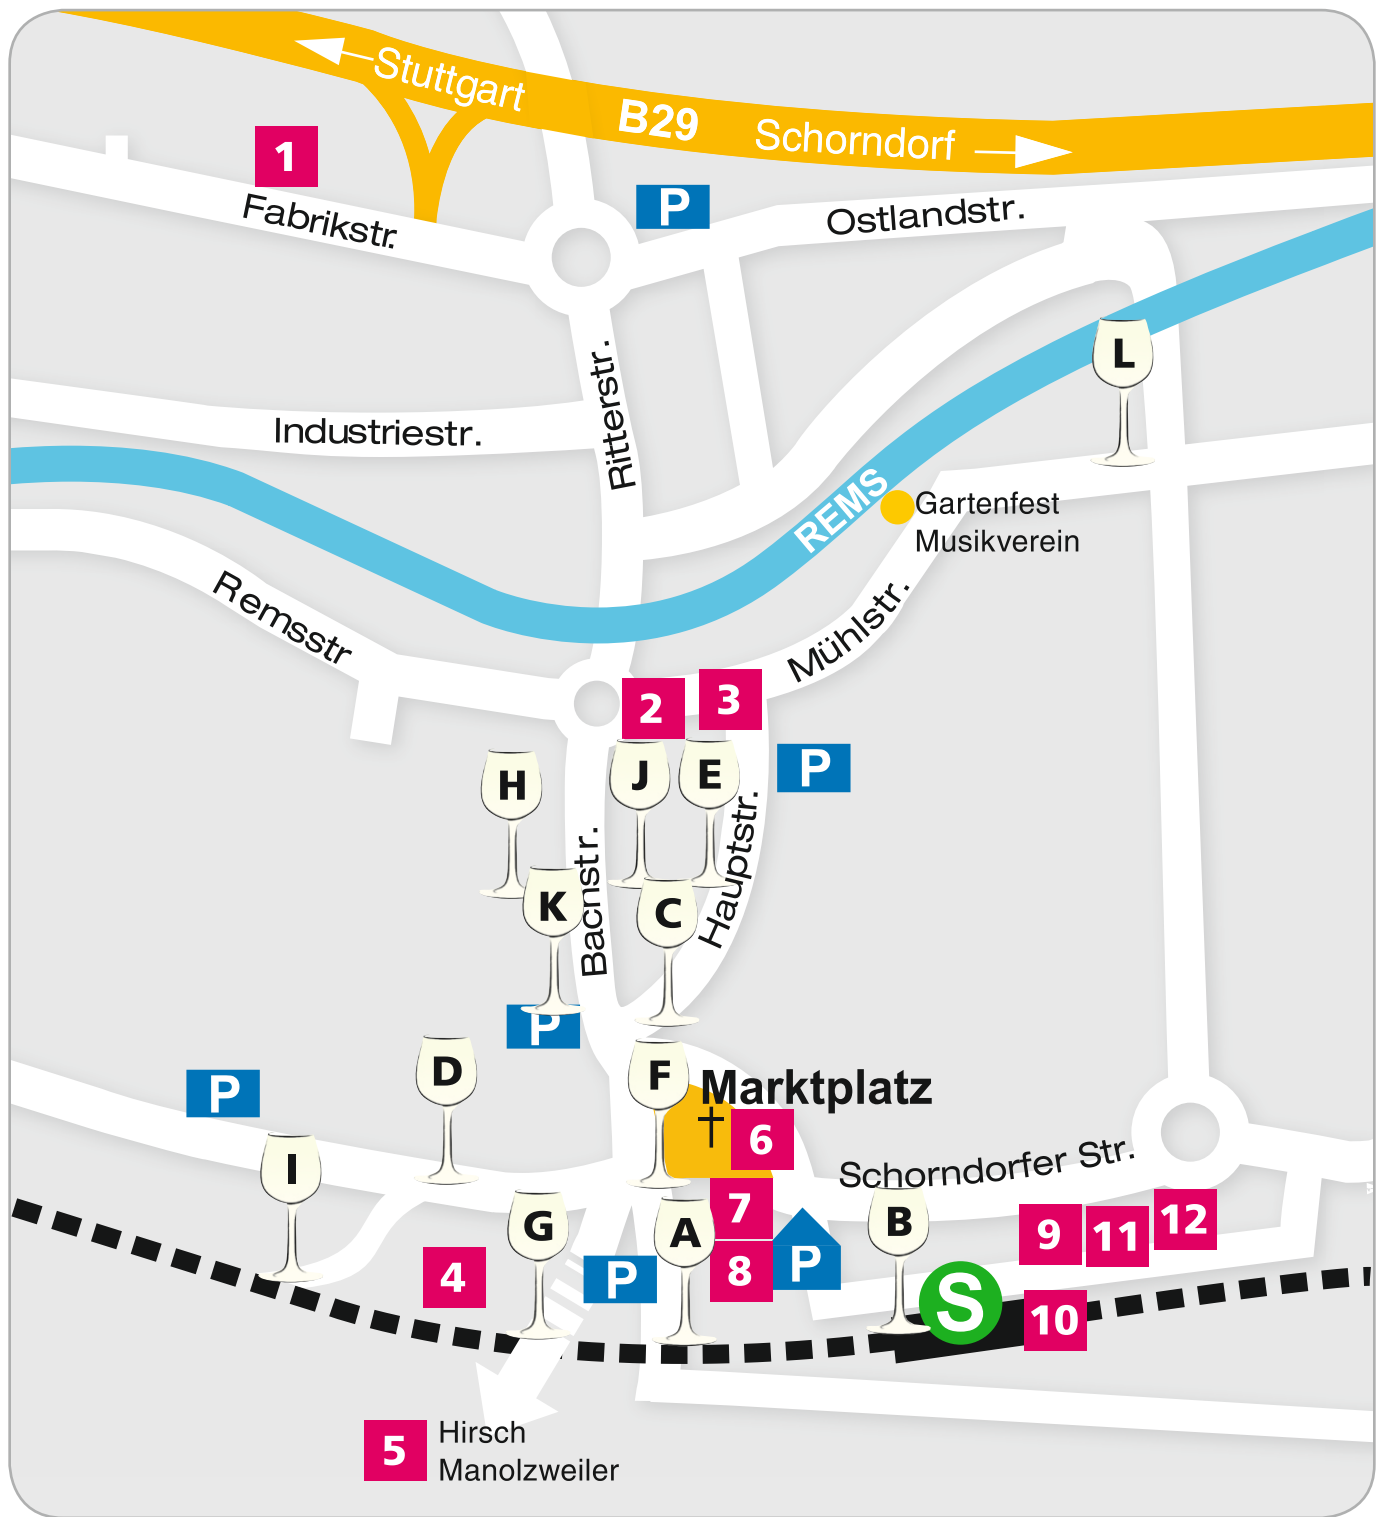 Stuttgart
B29
Schorndorf
1
Fabrikstr.
P
Ostlandstr.
Ritterstr.
L
Industriestr.
REMS
Gartenfest
Musikverein
Remsstr
Mühlstr.
2
3
P
H
J
E
Hauptstr.
Bachstr.
K
C
P
D
F
Marktplatz
P
6
I
Schorndorfer Str.
7
G
A
B
9
11
12
4
P
8
P
S
10
5
Hirsch
Manolzweiler